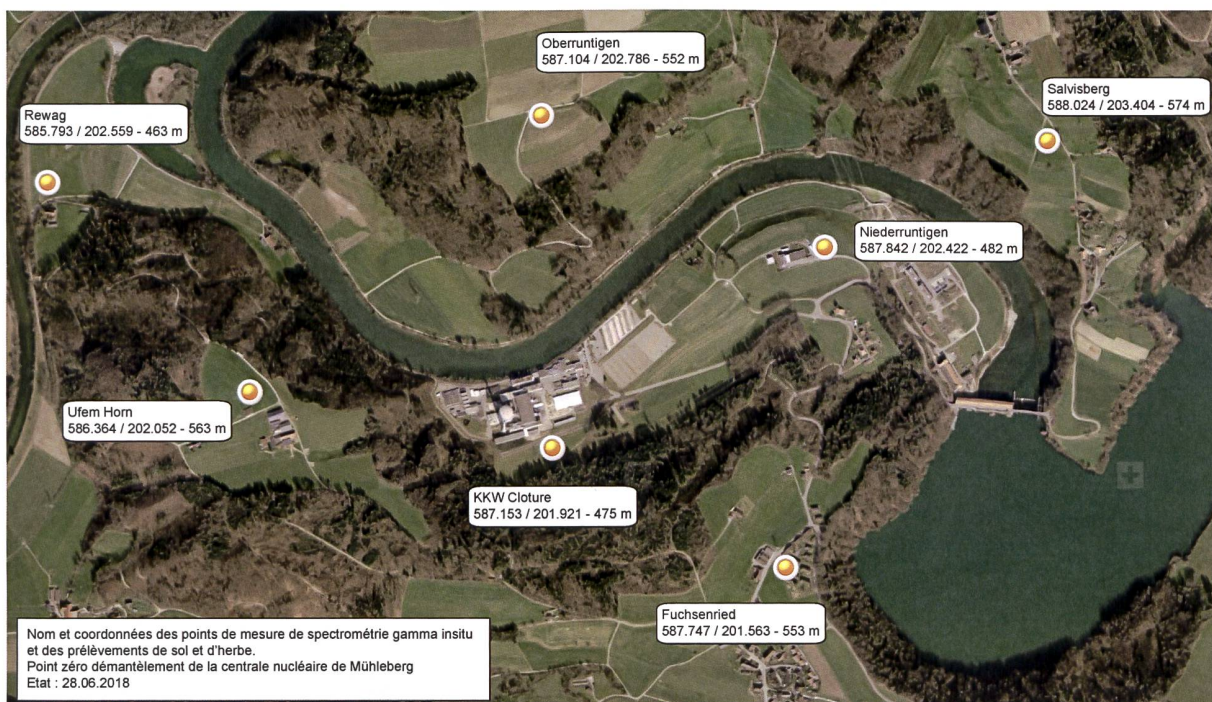 Oberruntigen
587.104 / 202.786 - 552 m
Salvisberg
588.024 / 203.404 - 574 m
Rewag
585.793 / 202.559 - 463 m
Niederruntigen
587.842 / 202.422 - 482 m
Ufem Horn
586.364 / 202.052 - 563 m
KKW Cloture
587.153 / 201.921 - 475 m
Fuchsenried
587.747 / 201.563 - 553 m
Nom et coordonnées des points de mesure de spectrométrie gamma insitu
et des prélèvements de sol et d'herbe.
Point zéro démantèlement de la centrale nucléaire de Mühleberg
Etat : 28.06.2018